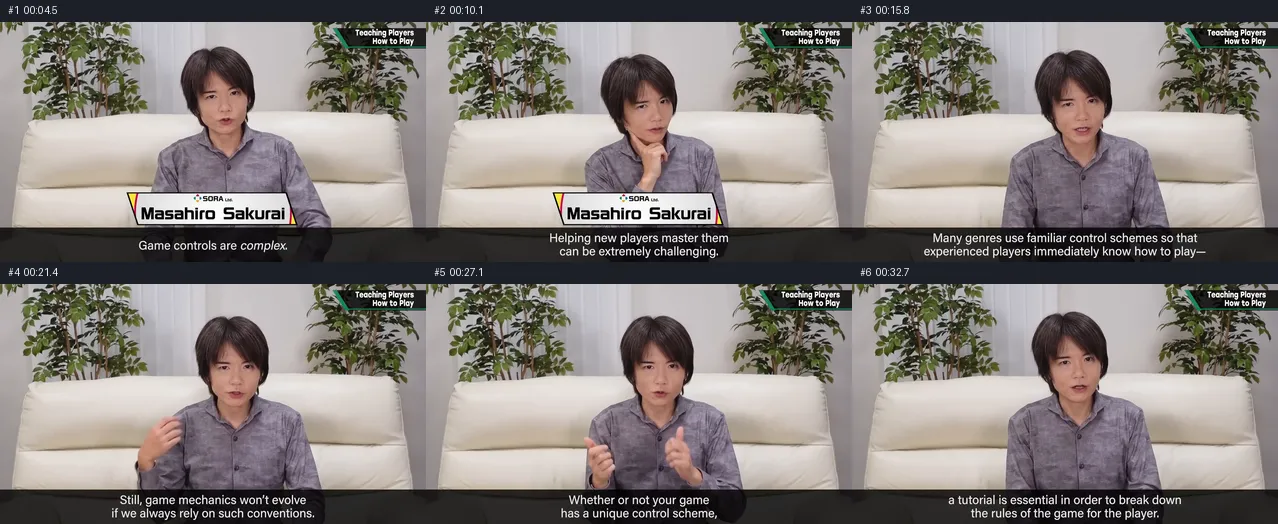 #1 00:04.5
Teaching Players
How to Play
SORA Ltd.
Masahiro Sakurai
Game controls are complex.
#2 00:10.1
Teaching Players
How to Play
SORA Ltd.
Masahiro Sakurai
Helping new players master them
can be extremely challenging.
#3 00:15.8
Teaching Players
How to Play
Many genres use familiar control schemes so that
experienced players immediately know how to play—
#4 00:21.4
Teaching Players
How to Play
Still, game mechanics won't evolve
if we always rely on such conventions.
#5 00:27.1
Teaching Players
How to Play
Whether or not your game
has a unique control scheme,
#6 00:32.7
Teaching Players
How to Play
a tutorial is essential in order to break down
the rules of the game for the player.